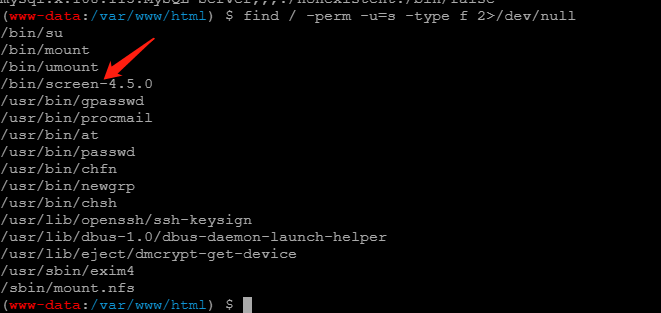 mysql:x:106:113:MySQL Server,,,:/nonexistent:/bin/false
(www-data:/var/www/html) $ find / -perm -u=s -type f 2>/dev/null
/bin/su
/bin/mount
/bin/umount
/bin/screen-4.5.0
/usr/bin/gpasswd
/usr/bin/procmail
/usr/bin/at
/usr/bin/passwd
/usr/bin/chfn
/usr/bin/newgrp
/usr/bin/chsh
/usr/lib/openssh/ssh-keysign
/usr/lib/dbus-1.0/dbus-daemon-launch-helper
/usr/lib/eject/dmcrypt-get-device
/usr/sbin/exim4
/sbin/mount.nfs
(www-data:/var/www/html) $